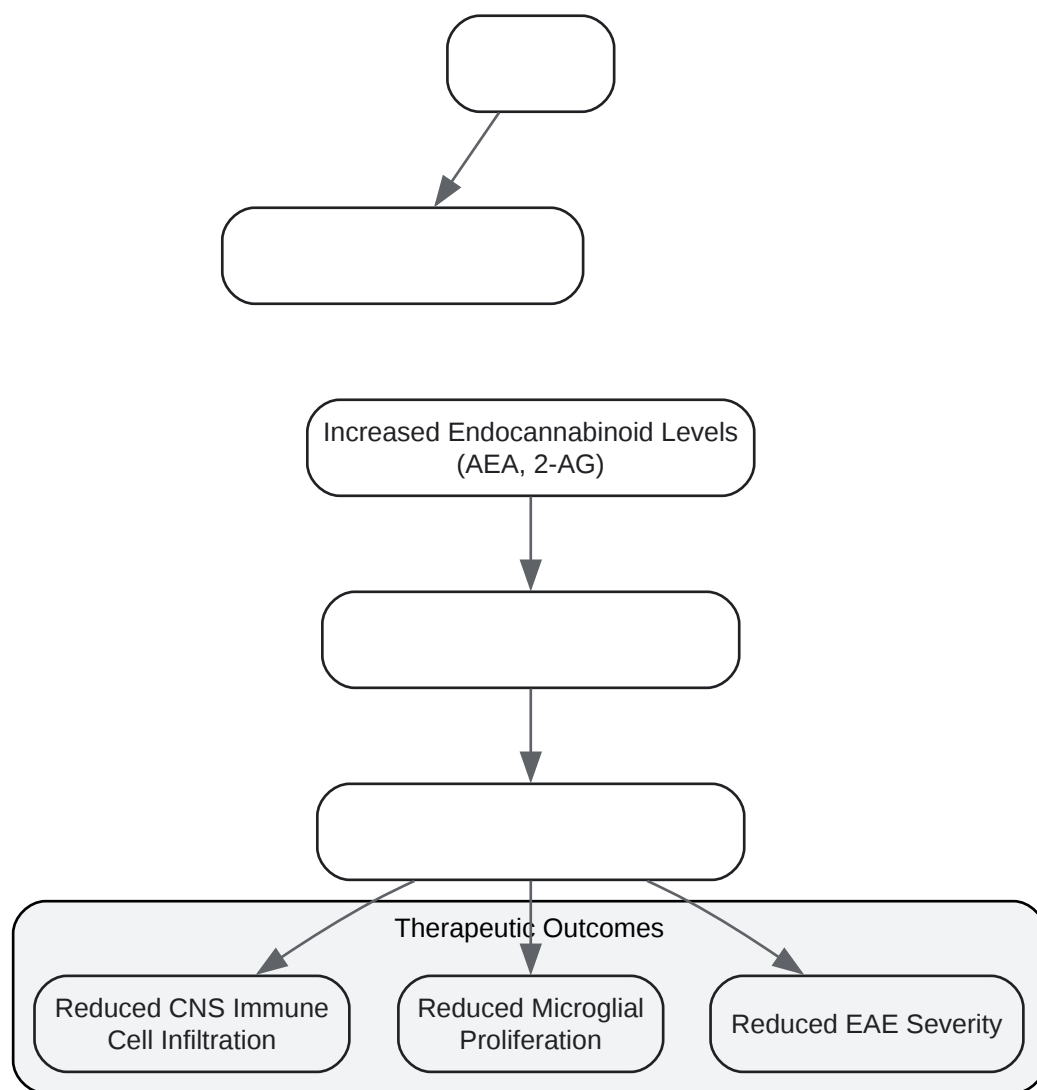 Increased Endocannabinoid Levels
(AEA, 2-AG)
Therapeutic Outcomes
Reduced CNS Immune
Cell Infiltration
Reduced Microglial
Proliferation
Reduced EAE Severity